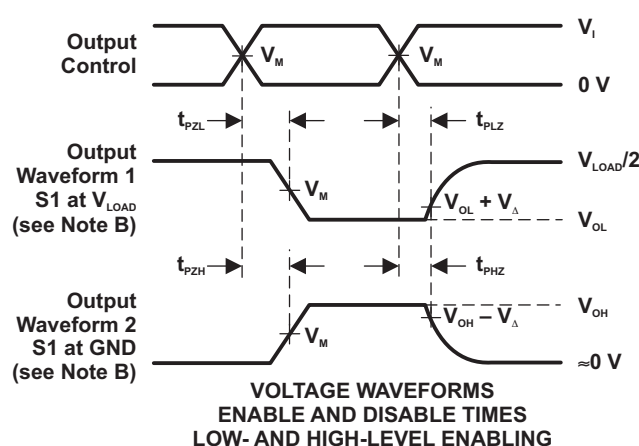 Output
Control
V_M
V_M
V_I
0 V
t_PZL
t_PLZ
Output
Waveform 1
S1 at V_LOAD
(see Note B)
V_M
V_OL + V_Δ
V_LOAD/2
V_OL
t_PZH
t_PHZ
Output
Waveform 2
S1 at GND
(see Note B)
V_M
V_OH – V_Δ
V_OH
≈0 V
VOLTAGE WAVEFORMS
ENABLE AND DISABLE TIMES
LOW- AND HIGH-LEVEL ENABLING